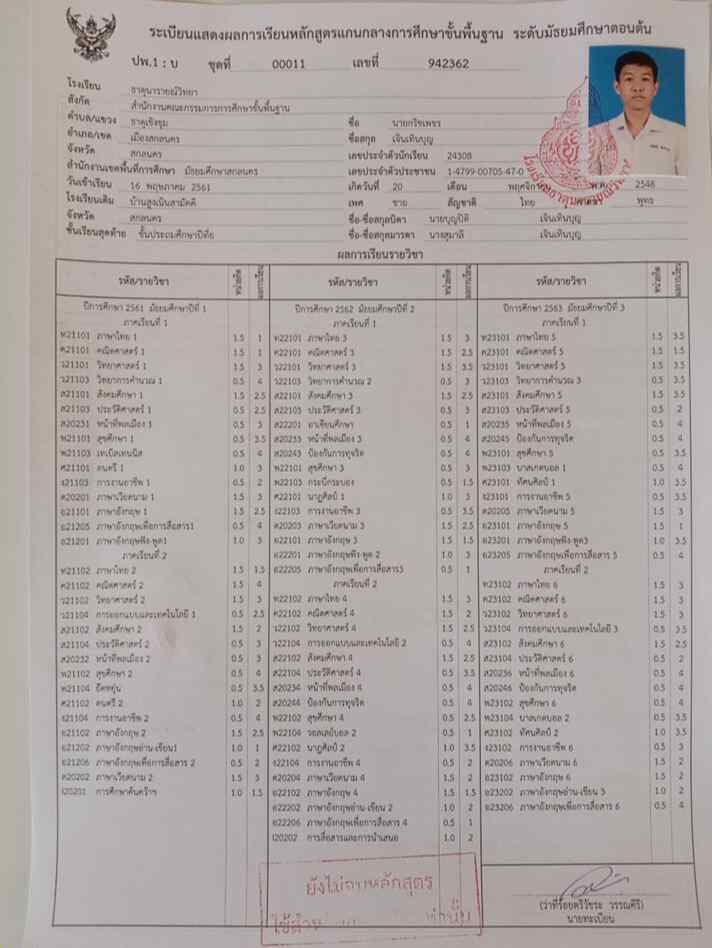 ระเบียนแสดงผลการเรียนหลักสูตรแกนกลางการศึกษาขั้นพื้นฐาน ระดับมัธยมศึกษาตอนต้น
ปพ.1 : บ ชุดที่ 00011 เลขที่ 942362
โรงเรียน ธาตุนารายณ์วิทยา
สังกัด สำนักงานคณะกรรมการการศึกษาขั้นพื้นฐาน
ตำบล/แขวง ธาตุเชิงชุม ชื่อ นายกวิชเพชร
อำเภอ/เขต เมืองสกลนคร ชื่อสกุล เจินเทินบุญ
จังหวัด สกลนคร เลขประจำตัวนักเรียน 24308
สำนักงานเขตพื้นที่การศึกษา มัธยมศึกษาสกลนคร เลขประจำตัวประชาชน 1-4799-00705-47-0
วันเข้าเรียน 16 พฤษภาคม 2561 เกิดวันที่ 20 เดือน พ.ศ. 2548
โรงเรียนเดิม บ้านสูงเนินสามัคคี เพศ ชาย สัญชาติ ไทย ศาสนา พุทธ
จังหวัด สกลนคร ชื่อ-ชื่อสกุลบิดา นายบุญปิติ เจินเทินบุญ
ชั้นเรียนสุดท้าย ชั้นประถมศึกษาปีที่6 ชื่อ-ชื่อสกุลมารดา นางสุมาลี เจินเทินบุญ
ผลการเรียนรายวิชา
รหัส/รายวิชา หน่วยกิต ผลการเรียน รหัส/รายวิชา หน่วยกิต ผลการเรียน รหัส/รายวิชา หน่วยกิต ผลการเรียน
ปีการศึกษา 2561 มัธยมศึกษาปีที่ 1
ภาคเรียนที่ 1
ท21101 ภาษาไทย 1 1.5 1
ค21101 คณิตศาสตร์ 1 1.5 1
ว21101 วิทยาศาสตร์ 1 1.5 3
ว21103 วิทยาการคำนวณ 1 0.5 4
ส21101 สังคมศึกษา 1 1.5 2.5
ส21103 ประวัติศาสตร์ 1 0.5 2.5
ส20231 หน้าที่พลเมือง 1 0.5 3
พ21101 สุขศึกษา 1 0.5 3.5
พ21103 เทเบิลเทนนิส 0.5 4
ศ21101 ดนตรี 1 1.0 3
ง21103 การงานอาชีพ 1 0.5 2
ต20201 ภาษาเวียดนาม 1 1.5 3
อ21101 ภาษาอังกฤษ 1 1.5 2.5
อ21205 ภาษาอังกฤษเพื่อการสื่อสาร1 0.5 4
อ21201 ภาษาอังกฤษฟัง-พูด1 1.0 3
ภาคเรียนที่ 2
ท21102 ภาษาไทย 2 1.5 1.5
ค21102 คณิตศาสตร์ 2 1.5 4
ว21102 วิทยาศาสตร์ 2 1.5 3
ว21104 การออกแบบและเทคโนโลยี 1 0.5 2.5
ส21102 สังคมศึกษา 2 1.5 2
ส21104 ประวัติศาสตร์ 2 0.5 3
ส20232 หน้าที่พลเมือง 2 0.5 3
พ21102 สุขศึกษา 2 0.5 4
พ21104 ยืดหยุ่น 0.5 3.5
ศ21102 ดนตรี 2 1.0 2
ง21104 การงานอาชีพ 2 0.5 4
อ21102 ภาษาอังกฤษ 2 1.5 2.5
อ21202 ภาษาอังกฤษอ่าน-เขียน1 1.0 1
อ21206 ภาษาอังกฤษเพื่อการสื่อสาร 2 0.5 2
ต20202 ภาษาเวียดนาม 2 1.5 3
I20201 การศึกษาค้นคว้าฯ 1.0 1.5
ปีการศึกษา 2562 มัธยมศึกษาปีที่ 2
ภาคเรียนที่ 1
ท22101 ภาษาไทย 3 1.5 3
ค22101 คณิตศาสตร์ 3 1.5 2.5
ว22101 วิทยาศาสตร์ 3 1.5 3.5
ว22103 วิทยาการคำนวณ 2 0.5 3
ส22101 สังคมศึกษา 3 1.5 2.5
ส22103 ประวัติศาสตร์ 3 0.5 3
ส22201 อาเซียนศึกษา 0.5 1
ส20233 หน้าที่พลเมือง 3 0.5 4
ส20243 ป้องกันการทุจริต 0.5 4
พ22101 สุขศึกษา 3 0.5 3
พ22103 กระบี่กระบอง 0.5 1.5
ศ22101 นาฏศิลป์ 1 1.0 3
ง22103 การงานอาชีพ 3 0.5 3.5
ต20203 ภาษาเวียดนาม 3 1.5 2.5
อ22101 ภาษาอังกฤษ 3 1.5 1.5
อ22201 ภาษาอังกฤษฟัง-พูด 2 1.0 3
อ22205 ภาษาอังกฤษเพื่อการสื่อสาร3 0.5 1
ภาคเรียนที่ 2
ท22102 ภาษาไทย 4 1.5 3
ค22102 คณิตศาสตร์ 4 1.5 2
ว22102 วิทยาศาสตร์ 4 1.5 2.5
ว22104 การออกแบบและเทคโนโลยี 2 0.5 4
ส22102 สังคมศึกษา 4 1.5 2.5
ส22104 ประวัติศาสตร์ 4 0.5 3.5
ส20234 หน้าที่พลเมือง 4 0.5 4
ส20244 ป้องกันการทุจริต 0.5 4
พ22102 สุขศึกษา 4 0.5 2.5
พ22104 วอลเลย์บอล 2 0.5 1
ศ22102 นาฏศิลป์ 2 1.0 3.5
ง22104 การงานอาชีพ 4 0.5 2
ต20204 ภาษาเวียดนาม 4 1.5 2
อ22102 ภาษาอังกฤษ 4 1.5 1.5
อ22202 ภาษาอังกฤษอ่าน-เขียน 2 1.0 2
อ22206 ภาษาอังกฤษเพื่อการสื่อสาร 4 0.5 1
I20202 การสื่อสารและการนำเสนอ 1.0 2
ปีการศึกษา 2563 มัธยมศึกษาปีที่ 3
ภาคเรียนที่ 1
ท23101 ภาษาไทย 5 1.5 3.5
ค23101 คณิตศาสตร์ 5 1.5 1.5
ว23101 วิทยาศาสตร์ 5 1.5 3.5
ว23103 วิทยาการคำนวณ 3 0.5 3.5
ส23101 สังคมศึกษา 5 1.5 3.5
ส23103 ประวัติศาสตร์ 5 0.5 2
ส20235 หน้าที่พลเมือง 5 0.5 4
ส20245 ป้องกันการทุจริต 0.5 4
พ23101 สุขศึกษา 5 0.5 3.5
พ23103 บาสเกตบอล 1 0.5 4
ศ23101 ทัศนศิลป์ 1 1.0 3.5
ง23101 การงานอาชีพ 5 0.5 3.5
ต20205 ภาษาเวียดนาม 5 1.5 3
อ23101 ภาษาอังกฤษ 5 1.5 1
อ23201 ภาษาอังกฤษฟัง-พูด3 1.0 3.5
อ23205 ภาษาอังกฤษเพื่อการสื่อสาร 5 0.5 4
ภาคเรียนที่ 2
ท23102 ภาษาไทย 6 1.5 3
ค23102 คณิตศาสตร์ 6 1.5 3
ว23102 วิทยาศาสตร์ 6 1.5 3
ว23104 การออกแบบและเทคโนโลยี 3 0.5 3.5
ส23102 สังคมศึกษา 6 1.5 2.5
ส23104 ประวัติศาสตร์ 6 0.5 2
ส20236 หน้าที่พลเมือง 6 0.5 4
ส20246 ป้องกันการทุจริต 0.5 4
พ23102 สุขศึกษา 6 0.5 4
พ23104 บาสเกตบอล 2 0.5 3.5
ศ23102 ทัศนศิลป์ 2 1.0 3.5
ง23102 การงานอาชีพ 6 0.5 3
ต20206 ภาษาเวียดนาม 6 1.5 2
อ23102 ภาษาอังกฤษ 6 1.5 2
อ23202 ภาษาอังกฤษอ่าน-เขียน 3 1.0 2
อ23206 ภาษาอังกฤษเพื่อการสื่อสาร 6 0.5 4
ยังไม่จบหลักสูตร
(ว่าที่ร้อยตรีวัชระ วรรณศิริ)
นายทะเบียน